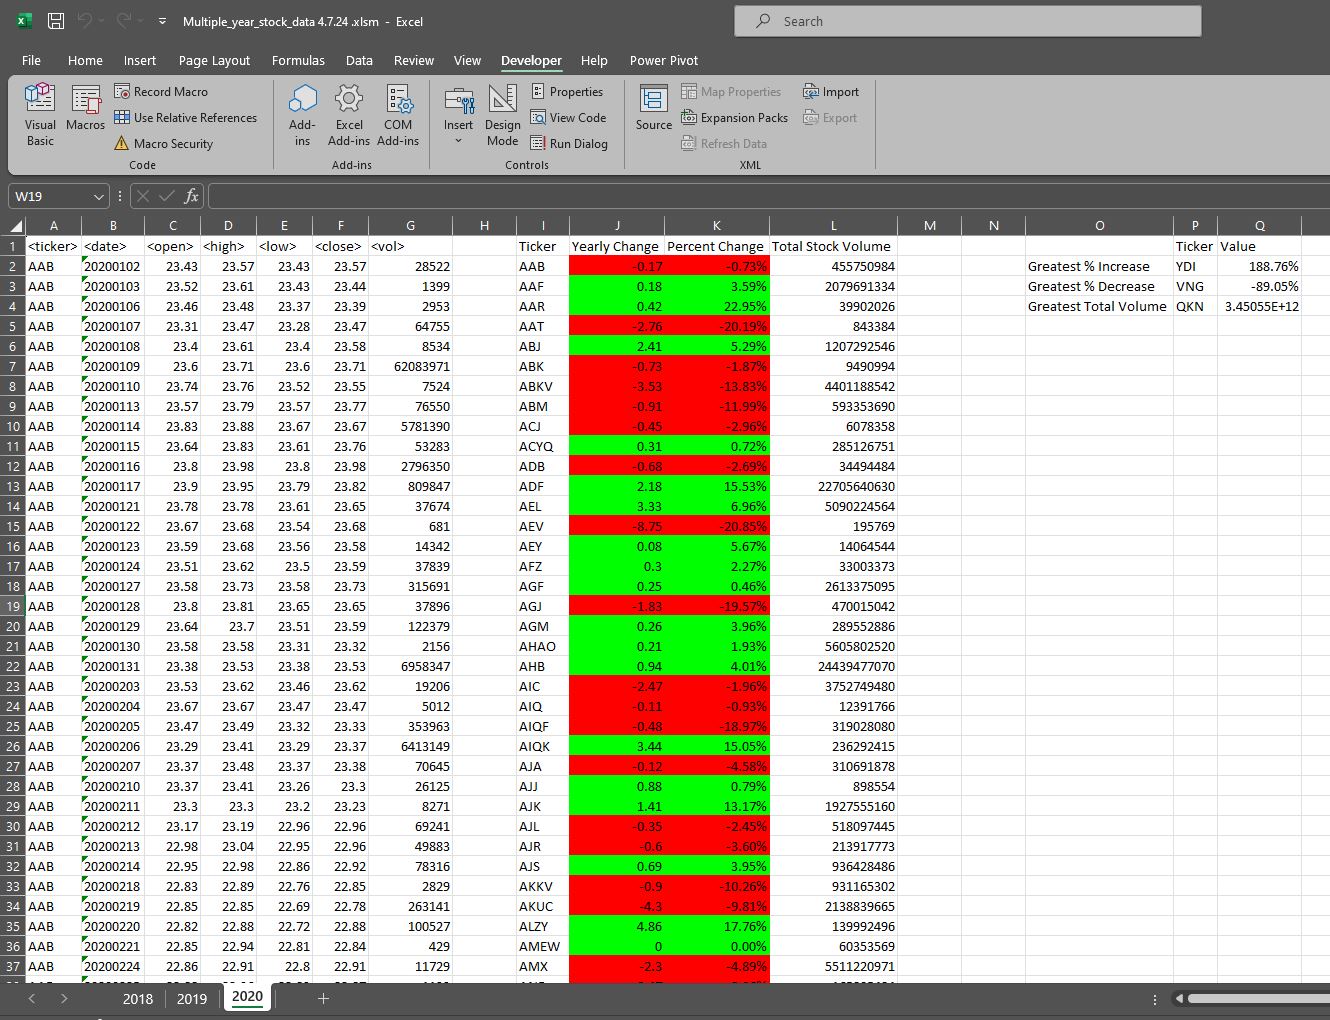 Multiple_year_stock_data 4.7.24 .xlsm - Excel
Search
File Home Insert Page Layout Formulas Data Review View Developer Help Power Pivot
Visual Basic
Macros
Record Macro
Use Relative References
Macro Security
Code
Add-ins
Excel Add-ins
COM Add-ins
Add-ins
Insert
Design Mode
Properties
View Code
Run Dialog
Controls
Source
Map Properties
Expansion Packs
Refresh Data
Import
Export
XML
W19 fx
A B C D E F G H I J K L M N O P Q
1 <ticker> <date> <open> <high> <low> <close> <vol> Ticker Yearly Change Percent Change Total Stock Volume Ticker Value
2 AAB 20200102 23.43 23.57 23.43 23.57 28522 AAB -0.17 -0.73% 455750984 Greatest % Increase YDI 188.76%
3 AAB 20200103 23.52 23.61 23.43 23.44 1399 AAF 0.18 3.59% 2079691334 Greatest % Decrease VNG -89.05%
4 AAB 20200106 23.46 23.48 23.37 23.39 2953 AAR 0.42 22.95% 39902026 Greatest Total Volume QKN 3.45055E+12
5 AAB 20200107 23.31 23.47 23.28 23.47 64755 AAT -2.76 -20.19% 843384
6 AAB 20200108 23.4 23.61 23.4 23.58 8534 ABJ 2.41 5.29% 1207292546
7 AAB 20200109 23.6 23.71 23.6 23.71 62083971 ABK -0.73 -1.87% 9490994
8 AAB 20200110 23.74 23.76 23.52 23.55 7524 ABKV -3.53 -13.83% 4401188542
9 AAB 20200113 23.57 23.79 23.57 23.77 76550 ABM -0.91 -11.99% 593353690
10 AAB 20200114 23.83 23.88 23.67 23.67 5781390 ACJ -0.45 -2.96% 6078358
11 AAB 20200115 23.64 23.83 23.61 23.76 53283 ACYQ 0.31 0.72% 285126751
12 AAB 20200116 23.8 23.98 23.8 23.98 2796350 ADB -0.68 -2.69% 34494484
13 AAB 20200117 23.9 23.95 23.79 23.82 809847 ADF 2.18 15.53% 22705640630
14 AAB 20200121 23.78 23.78 23.61 23.65 37674 AEL 3.33 6.96% 5090224564
15 AAB 20200122 23.67 23.68 23.54 23.68 681 AEV -8.75 -20.85% 195769
16 AAB 20200123 23.59 23.68 23.56 23.58 14342 AEY 0.08 5.67% 14064544
17 AAB 20200124 23.51 23.62 23.5 23.59 37839 AFZ 0.3 2.27% 33003373
18 AAB 20200127 23.58 23.73 23.58 23.73 315691 AGF 0.25 0.46% 2613375095
19 AAB 20200128 23.8 23.81 23.65 23.65 37896 AGJ -1.83 -19.57% 470015042
20 AAB 20200129 23.64 23.7 23.51 23.59 122379 AGM 0.26 3.96% 289552886
21 AAB 20200130 23.58 23.58 23.31 23.32 2156 AHAO 0.21 1.93% 5605802520
22 AAB 20200131 23.38 23.53 23.38 23.53 6958347 AHB 0.94 4.01% 24439477070
23 AAB 20200203 23.53 23.62 23.46 23.62 19206 AIC -2.47 -1.96% 3752749480
24 AAB 20200204 23.67 23.67 23.47 23.47 5012 AIQ -0.11 -0.93% 12391766
25 AAB 20200205 23.47 23.49 23.32 23.33 353963 AIQF -0.48 -18.97% 319028080
26 AAB 20200206 23.29 23.41 23.29 23.37 6413149 AIQK 3.44 15.05% 236292415
27 AAB 20200207 23.37 23.48 23.37 23.38 70645 AJA -0.12 -4.58% 310691878
28 AAB 20200210 23.37 23.41 23.26 23.3 26125 AJJ 0.88 0.79% 898554
29 AAB 20200211 23.3 23.3 23.2 23.23 8271 AJK 1.41 13.17% 1927555160
30 AAB 20200212 23.17 23.19 22.96 22.96 69241 AJL -0.35 -2.45% 518097445
31 AAB 20200213 22.98 23.04 22.95 22.96 49883 AJR -0.6 -3.60% 213917773
32 AAB 20200214 22.95 22.98 22.86 22.92 78316 AJS 0.69 3.95% 936428486
33 AAB 20200218 22.83 22.89 22.76 22.85 2829 AKKV -0.9 -10.26% 931165302
34 AAB 20200219 22.85 22.85 22.69 22.78 263141 AKUC -4.3 -9.81% 2138839665
35 AAB 20200220 22.82 22.88 22.72 22.88 100527 ALZY 4.86 17.76% 139992496
36 AAB 20200221 22.85 22.94 22.81 22.84 429 AMEW 0 0.00% 60353569
37 AAB 20200224 22.86 22.91 22.8 22.91 11729 AMX -2.3 -4.89% 5511220971
2018 2019 2020